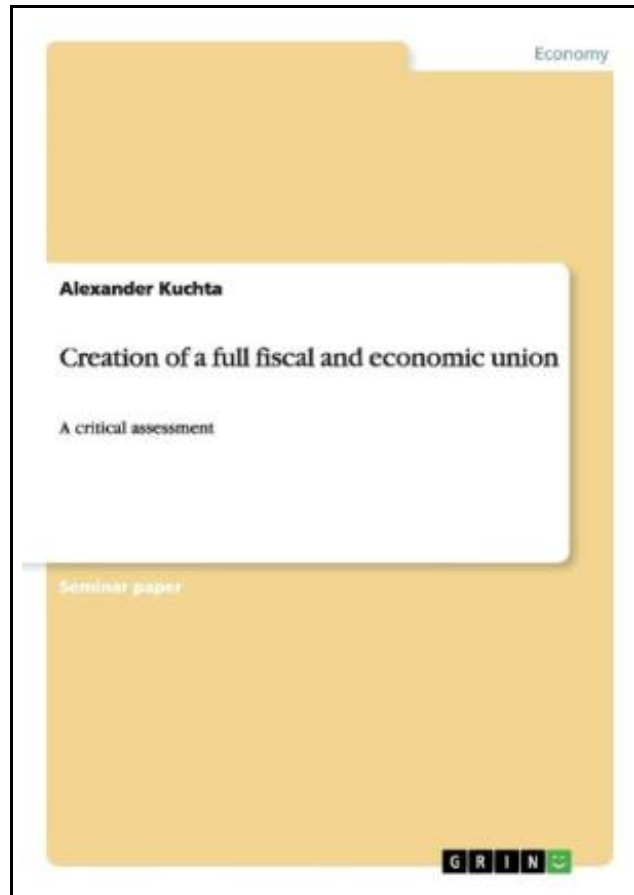 Economy
Alexander Kuchta
Creation of a full fiscal and economic union
A critical assessment
Seminar paper
GRIN